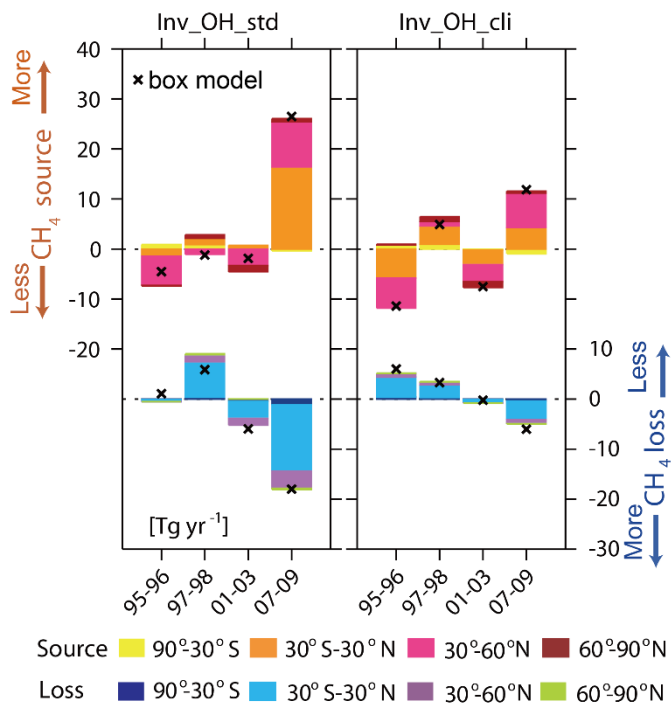 Inv_OH_std Inv_OH_cli
40
30
20
10
0
-10
-20
More
CH4 source
Less
× box model
10
0
-10
-20
-30
Less
CH4 loss
More
[Tg yr -1]
95-96 97-98 01-03 07-09 95-96 97-98 01-03 07-09
Source 90°-30° S 30° S-30° N 30°-60°N 60°-90°N
Loss 90°-30° S 30° S-30° N 30°-60°N 60°-90°N